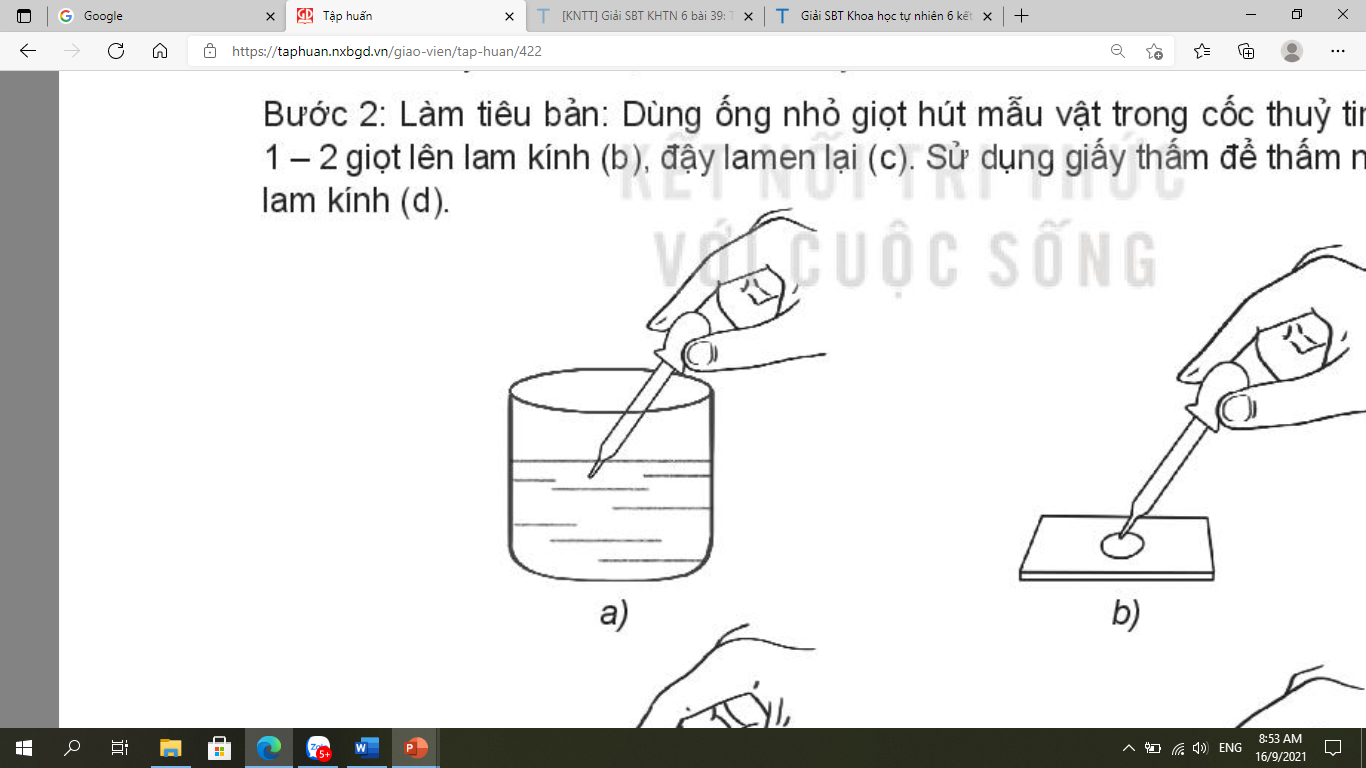 Google
Tập huấn
[KNTT] Giải SBT KHTN 6 bài 39: T
Giải SBT Khoa học tự nhiên 6 kết
https://taphuan.nxbgd.vn/giao-vien/tap-huan/422
Bước 2: Làm tiêu bản: Dùng ống nhỏ giọt hút mẫu vật trong cốc thuỷ tin
1 – 2 giọt lên lam kính (b), đậy lamen lại (c). Sử dụng giấy thấm để thấm n
lam kính (d).
KẾT NỐI TRI THỨC
VỚI CUỘC SỐNG
a)
b)
5+
ENG
8:53 AM
16/9/2021